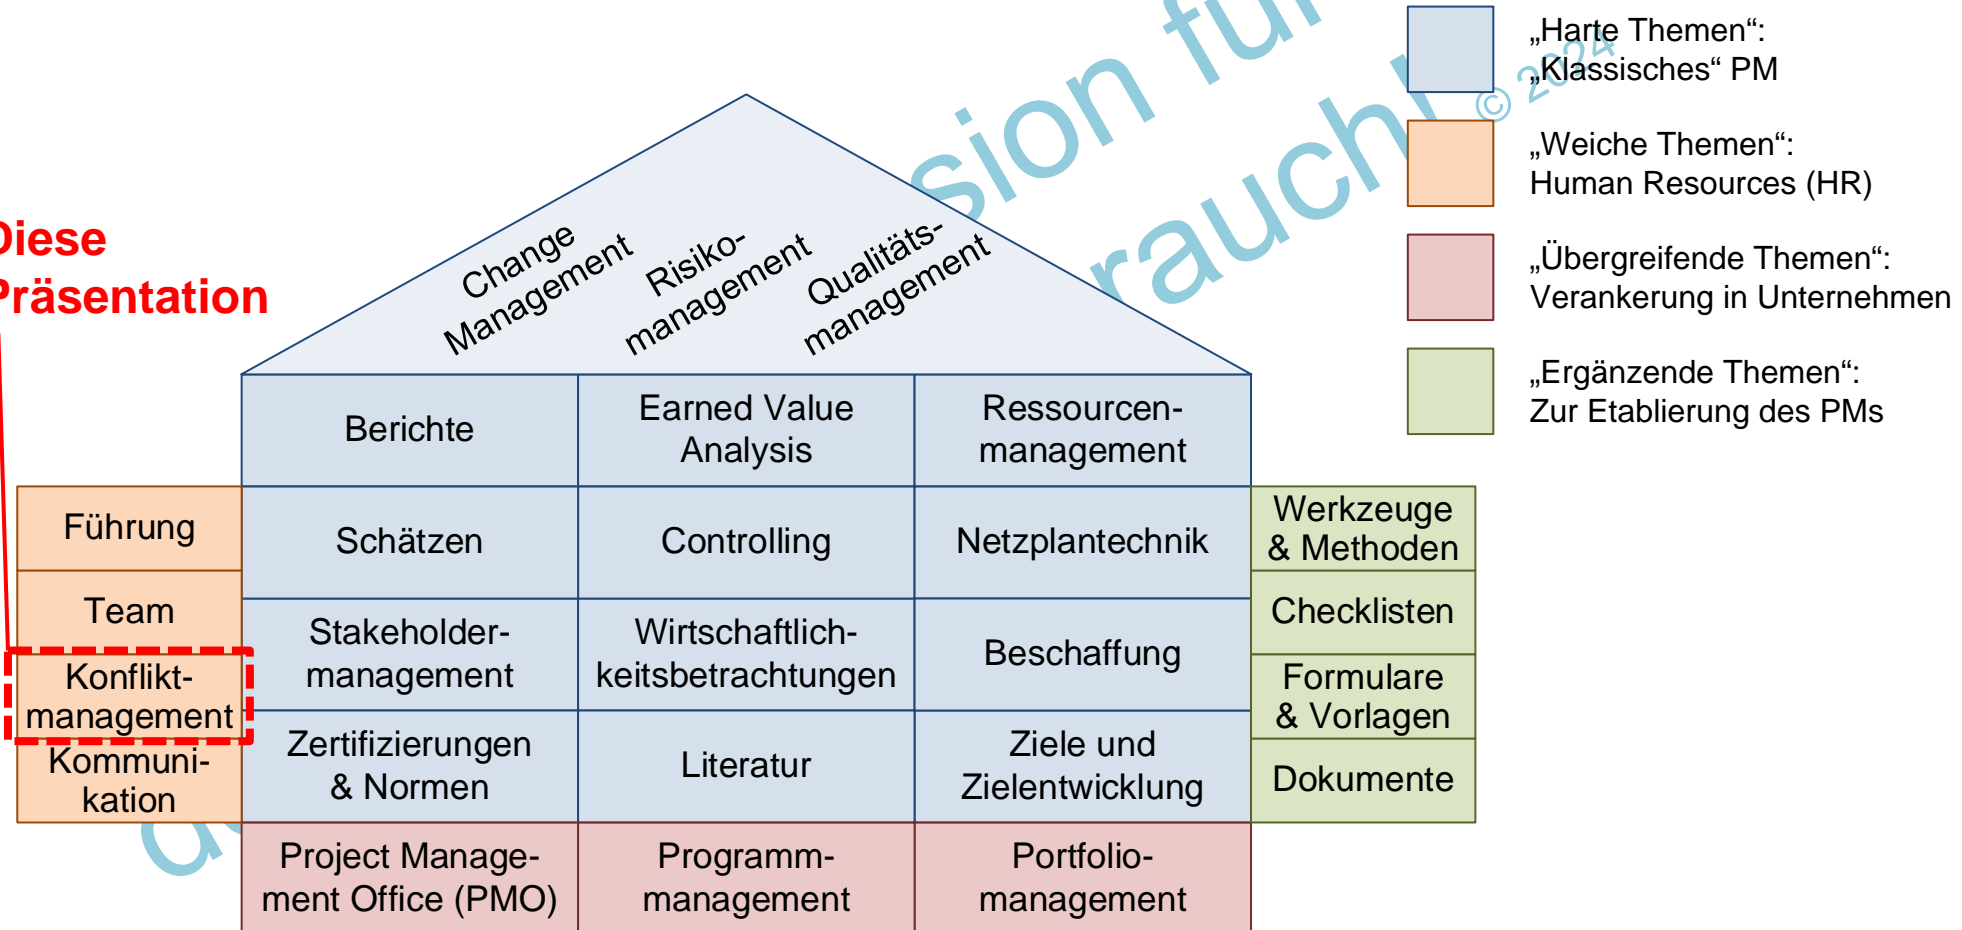 „Harte Themen“:
„Klassisches“ PM
„Weiche Themen“:
Human Resources (HR)
„Übergreifende Themen“:
Verankerung in Unternehmen
„Ergänzende Themen“:
Zur Etablierung des PMs
© 2024
Diese
Präsentation
Change
Management
Risiko-
management
Qualitäts-
management
Berichte
Earned Value
Analysis
Ressourcen-
management
Führung
Schätzen
Controlling
Netzplantechnik
Werkzeuge
& Methoden
Team
Stakeholder-
management
Wirtschaftlich-
keitsbetrachtungen
Beschaffung
Checklisten
Konflikt-
management
Formulare
& Vorlagen
Kommuni-
kation
Zertifizierungen
& Normen
Literatur
Ziele und
Zielentwicklung
Dokumente
Project Manage-
ment Office (PMO)
Programm-
management
Portfolio-
management